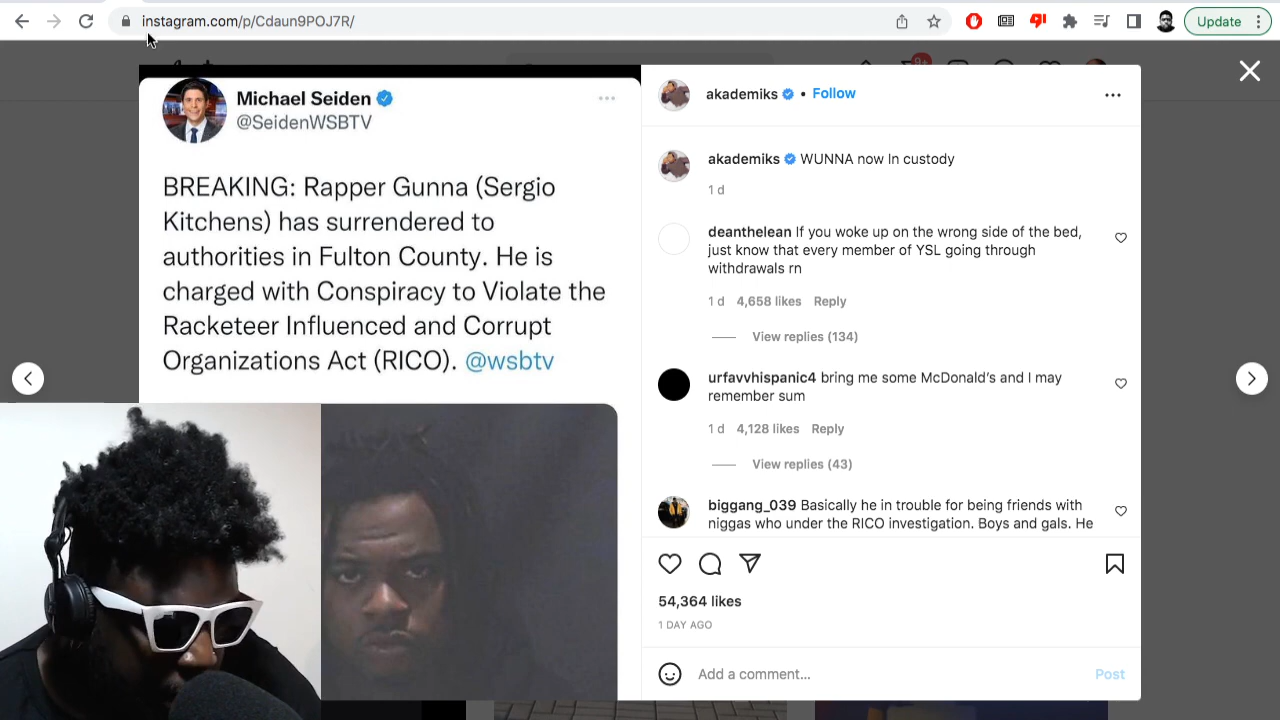 instagram.com/p/Cdaun9POJ7R/
Update
Michael Seiden
@SeidenWSBTV
BREAKING: Rapper Gunna (Sergio
Kitchens) has surrendered to
authorities in Fulton County. He is
charged with Conspiracy to Violate the
Racketeer Influenced and Corrupt
Organizations Act (RICO). @wsbtv
akademiks • Follow
akademiks WUNNA now In custody
1 d
deanthelean If you woke up on the wrong side of the bed,
just know that every member of YSL going through
withdrawals rn
1 d 4,658 likes Reply
View replies (134)
urfavvhispanic4 bring me some McDonald's and I may
remember sum
1 d 4,128 likes Reply
View replies (43)
biggang_039 Basically he in trouble for being friends with
niggas who under the RICO investigation. Boys and gals. He
54,364 likes
1 DAY AGO
Add a comment...
Post